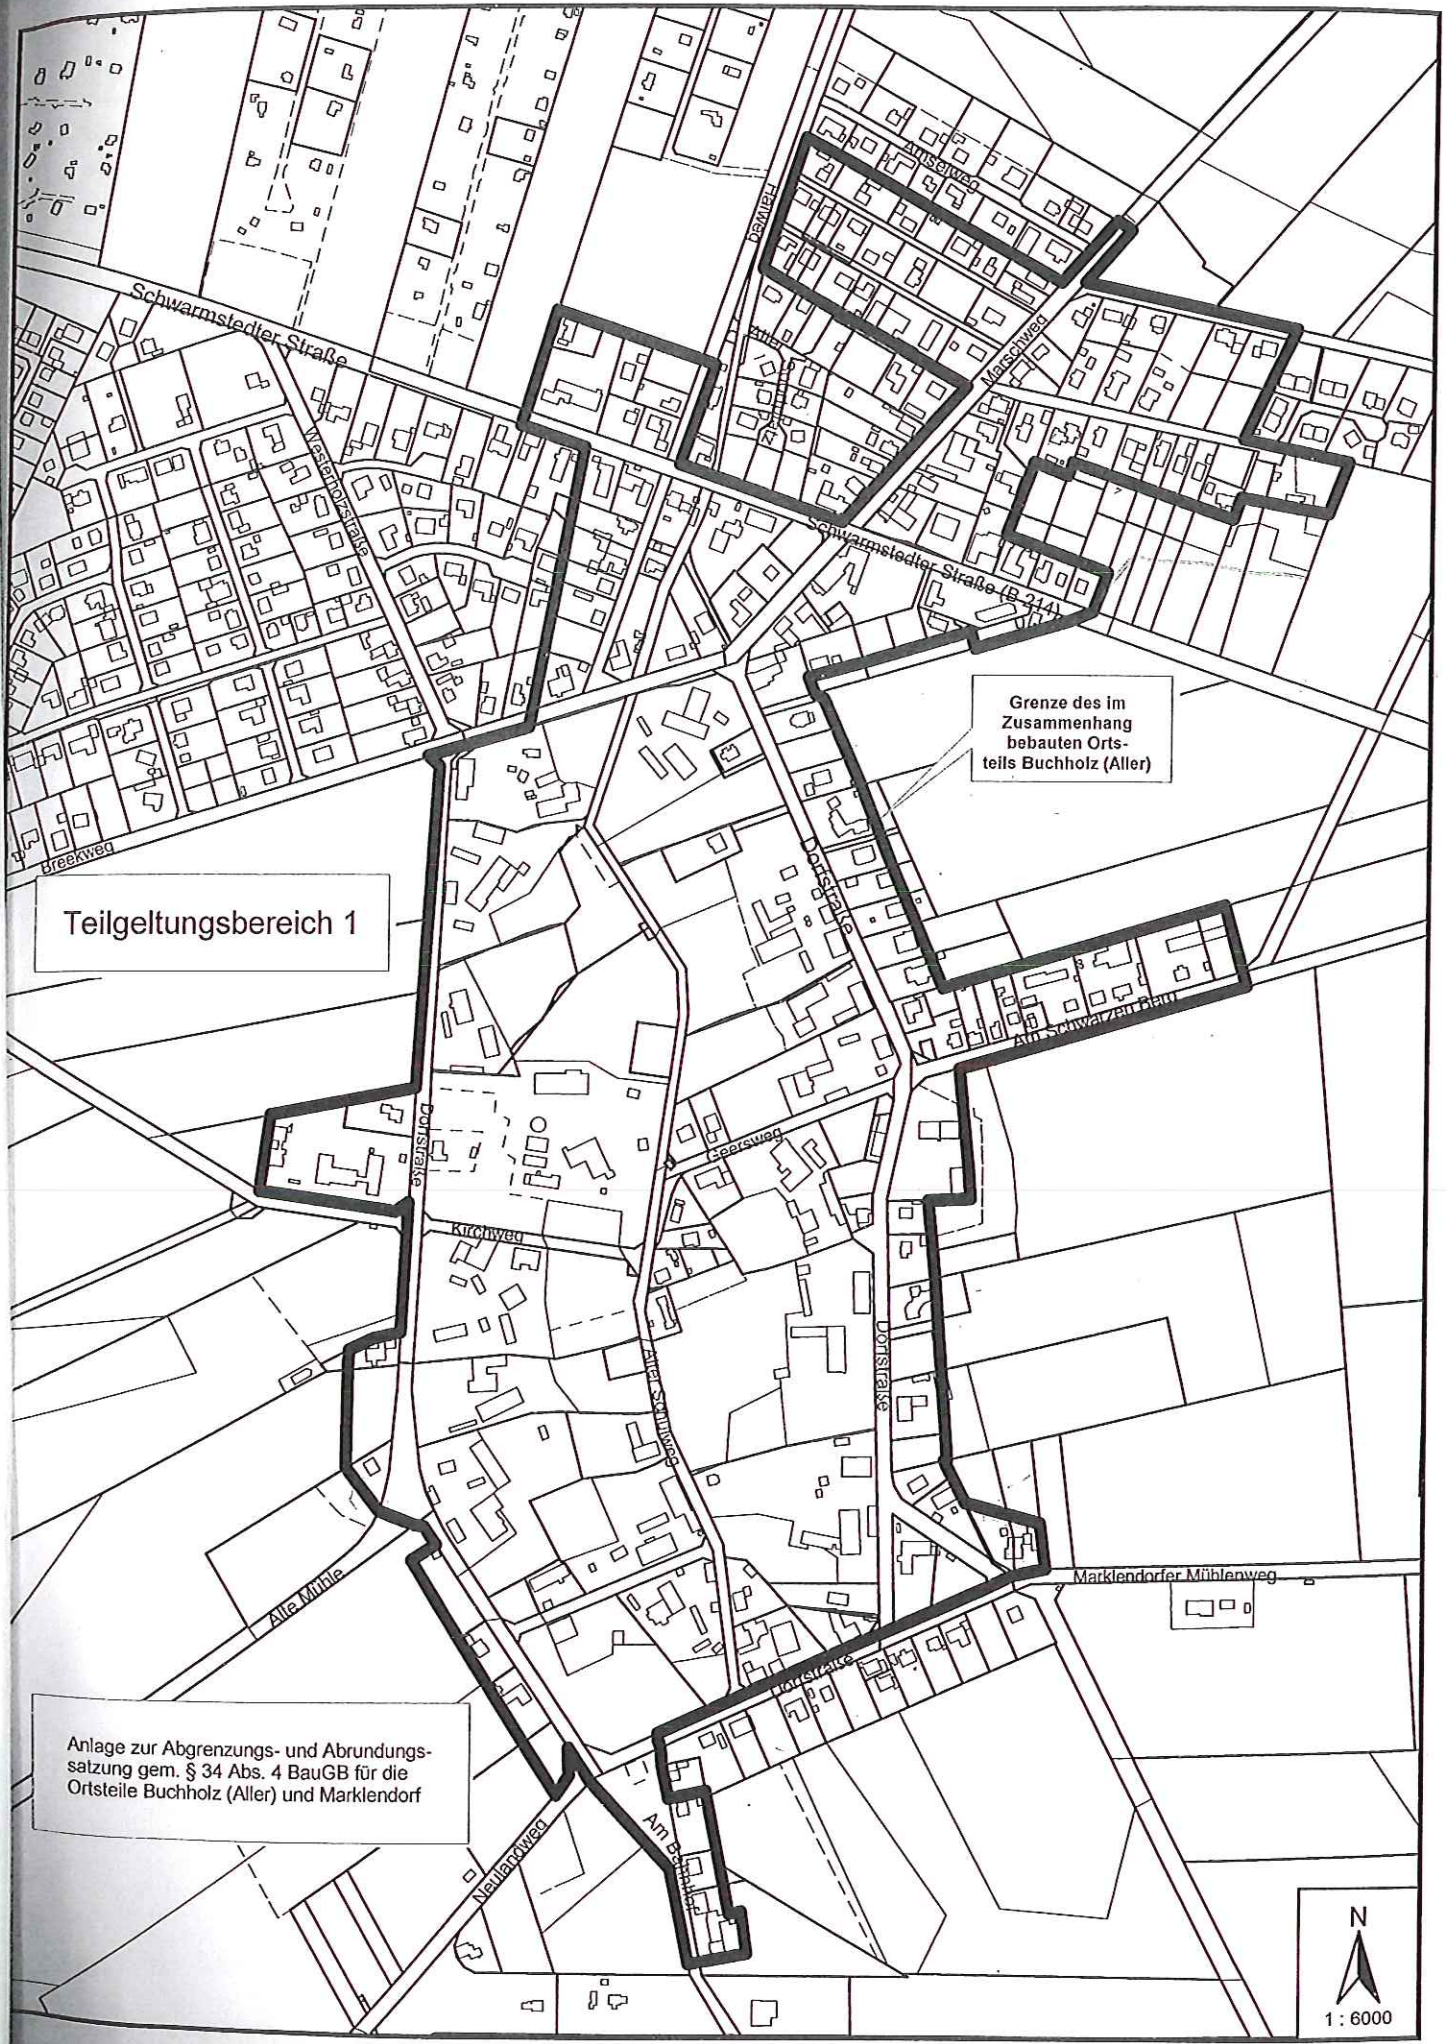 Amselweg
Schwarmstedter Straße
Marschweg
Westerholzstraße
Schwarmstedter Straße (B 214)
Grenze des im
Zusammenhang
bebauten Orts-
teils Buchholz (Aller)
Breekweg
Dorfstraße
Teilgeltungsbereich 1
Am Schwarzen Berg
Dorfstraße
Geersweg
Kirchweg
Dorfstraße
Alter Schulweg
Marklendorfer Mühlenweg
Alte Mühle
Dorfstraße
Anlage zur Abgrenzungs- und Abrundungs-
satzung gem. § 34 Abs. 4 BauGB für die
Ortsteile Buchholz (Aller) und Marklendorf
Am Bahnhof
Neulandweg
N
1 : 6000